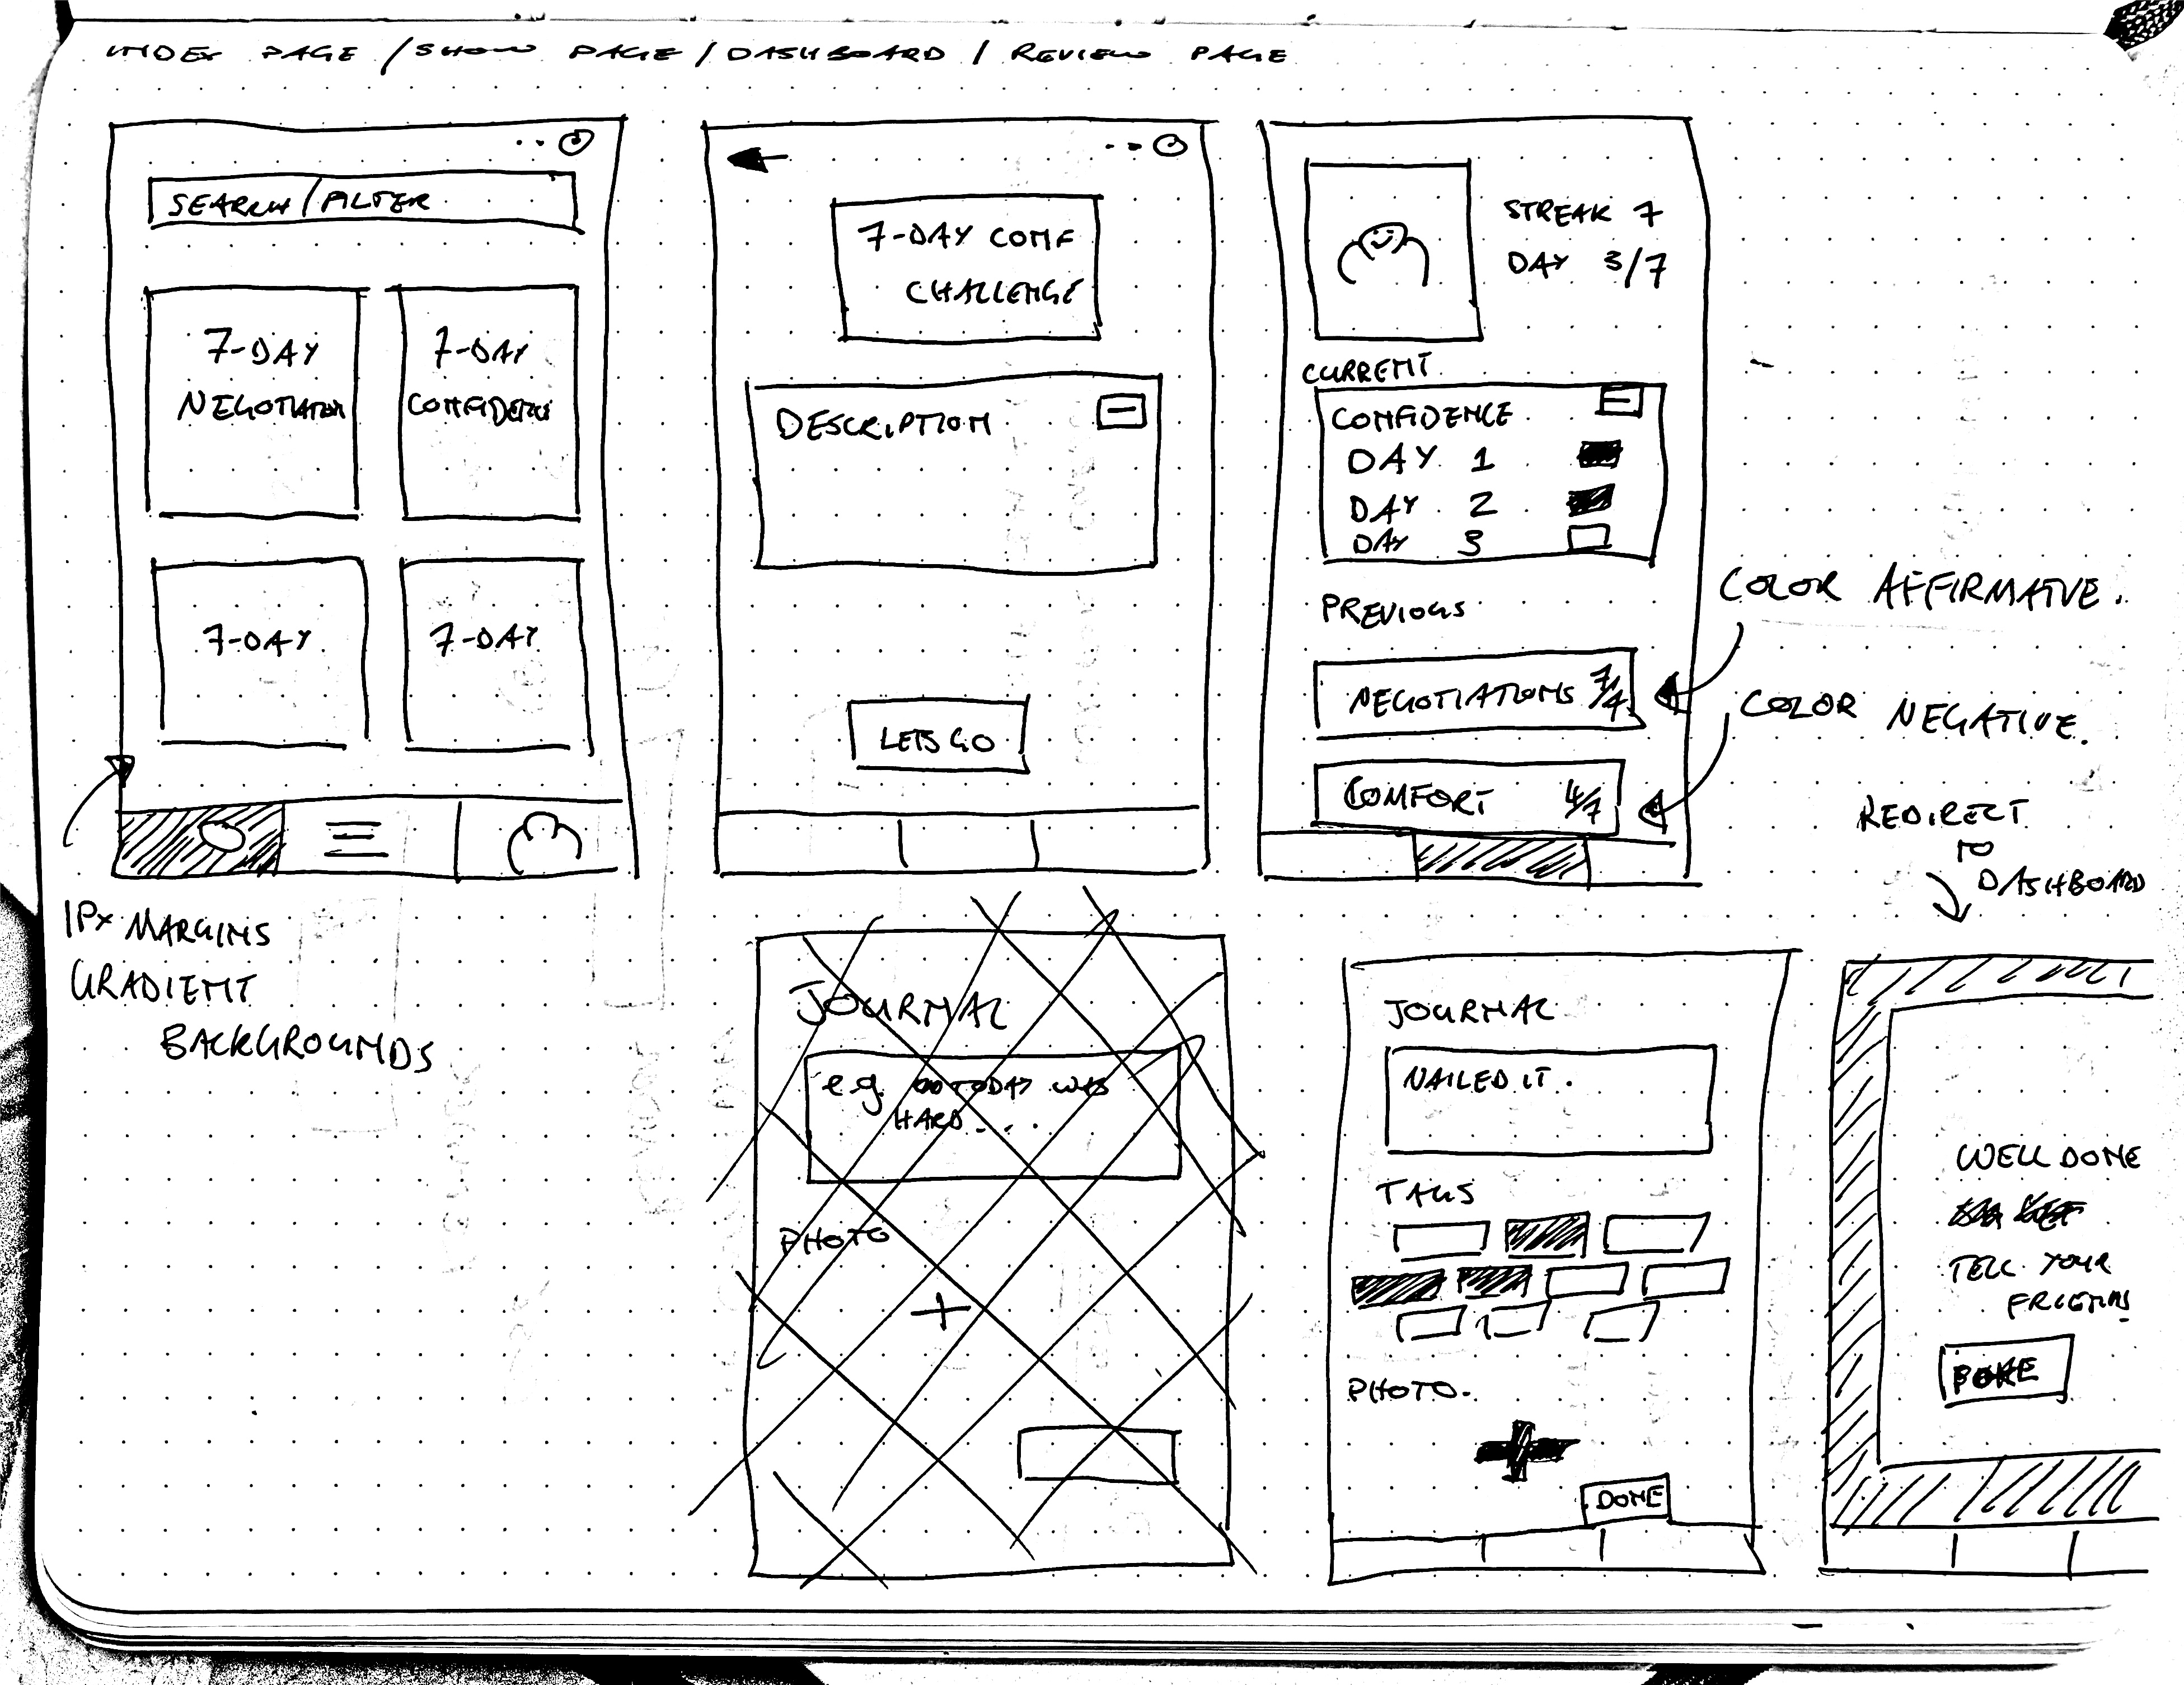 INDEX PAGE / SHOW PAGE / DASHBOARD / REVIEW PAGE
SEARCH / FILTER
7-DAY
NEGOTIATION
7-DAY
CONFIDENCE
7-DAY
7-DAY
1PX MARGINS
GRADIENT
BACKGROUNDS
7-DAY CONF
CHALLENGE
DESCRIPTION
LETS GO
STREAK 7
DAY 3/7
CURRENT
CONFIDENCE
DAY 1
DAY 2
DAY 3
PREVIOUS
NEGOTIATIONS 7/7
COMFORT 4/7
COLOR AFFIRMATIVE.
COLOR NEGATIVE.
REDIRECT
TO
DASHBOARD
JOURNAL
e.g. TODAY WAS
HARD...
PHOTO
JOURNAL
NAILED IT.
TAGS
PHOTO.
DONE
WELL DONE
TELL YOUR
FRIENDS
POKE